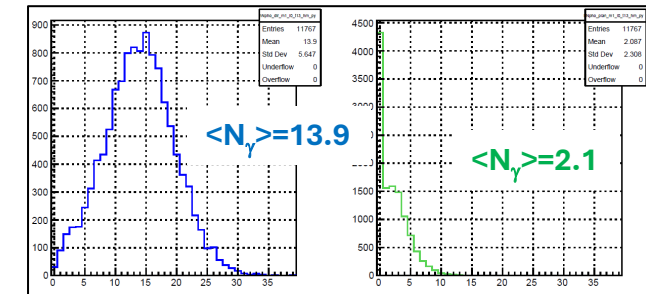 Entries 11767
Mean 13.9
Std Dev 5.647
Underflow 0
Overflow 0
900
800
700
600
500
400
300
200
100
0
0 5 10 15 20 25 30 35
<Nγ>=13.9
Entries 11767
Mean 2.087
Std Dev 2.308
Underflow 0
Overflow 0
4500
4000
3500
3000
1500
1000
500
0
0 5 10 15 20 25 30 35
<Nγ>=2.1